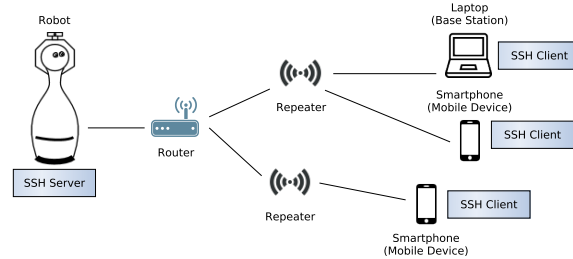 Robot
SSH Server
Router
Repeater
Repeater
Laptop
(Base Station)
SSH Client
Smartphone
(Mobile Device)
SSH Client
SSH Client
Smartphone
(Mobile Device)